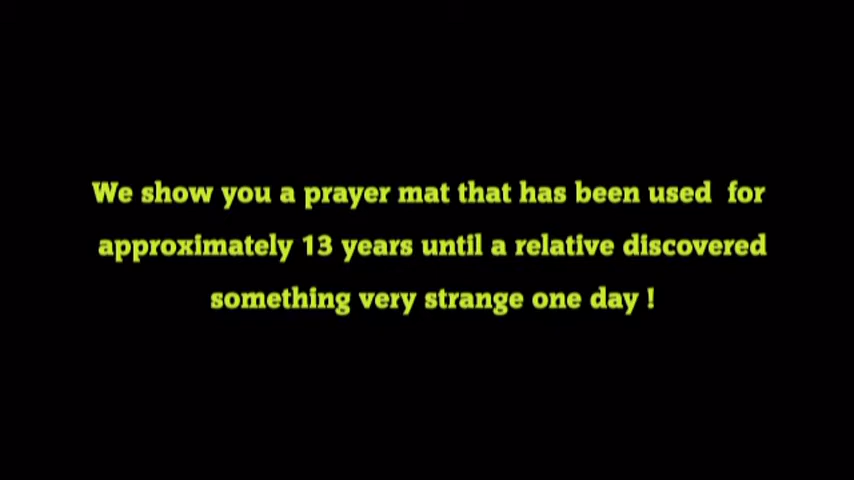 We show you a prayer mat that has been used  for
approximately 13 years until a relative discovered
something very strange one day !